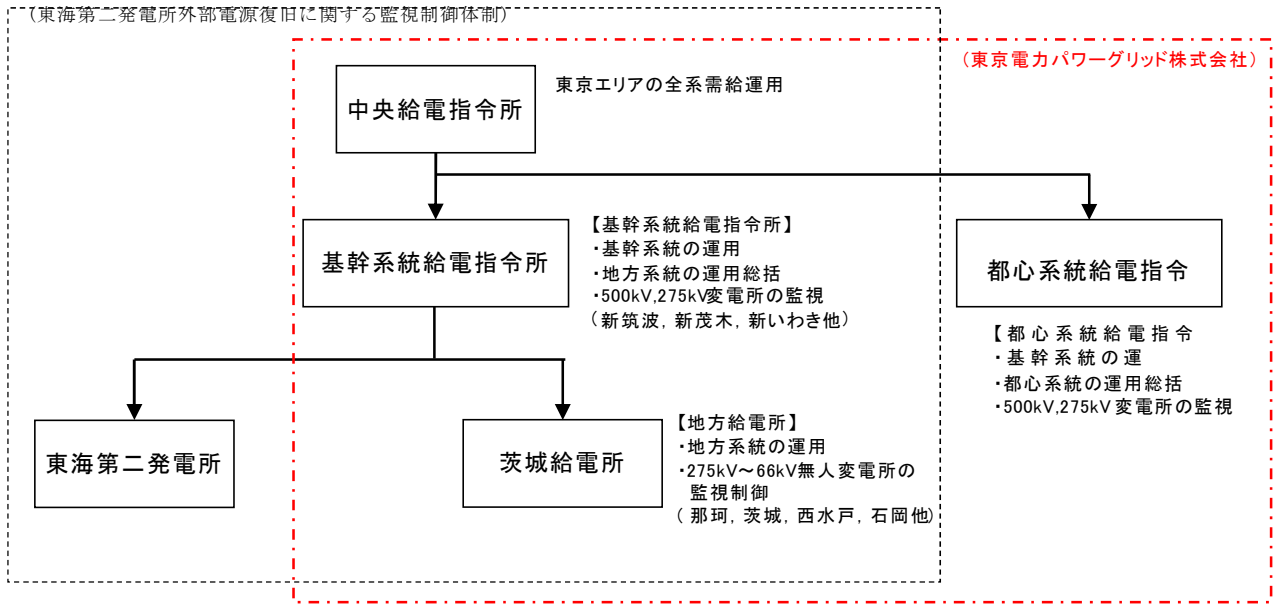 (東海第二発電所外部電源復旧に関する監視制御体制)
(東京電力パワーグリッド株式会社)
中央給電指令所
東京エリアの全系需給運用
基幹系統給電指令所
【基幹系統給電指令所】
・基幹系統の運用
・地方系統の運用総括
・500kV,275kV変電所の監視
(新筑波,新茂木,新いわき他)
都心系統給電指令
【都心系統給電指令
・基幹系統の運
・都心系統の運用総括
・500kV,275kV変電所の監視
東海第二発電所
茨城給電所
【地方給電所】
・地方系統の運用
・275kV～66kV無人変電所の
監視制御
(那珂,茨城,西水戸,石岡他)